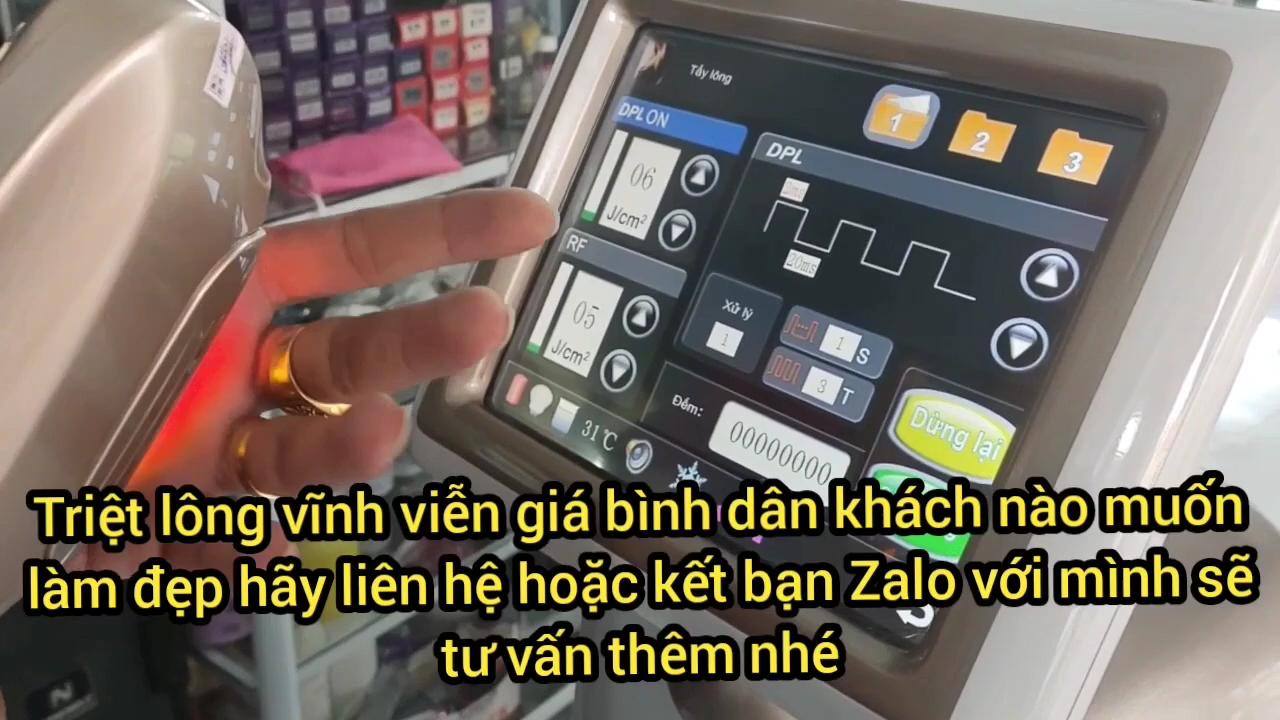 Tẩy lông
1
2
3
DPL ON
06
J/cm²
DPL
20ms
RF
05
J/cm²
Xử lý
1
1 S
3 T
Đếm:
00000000
31℃
Dừng lại
N
Triệt lông vĩnh viễn giá bình dân khách nào muốn
làm đẹp hãy liên hệ hoặc kết bạn Zalo với mình sẽ
tư vấn thêm nhé